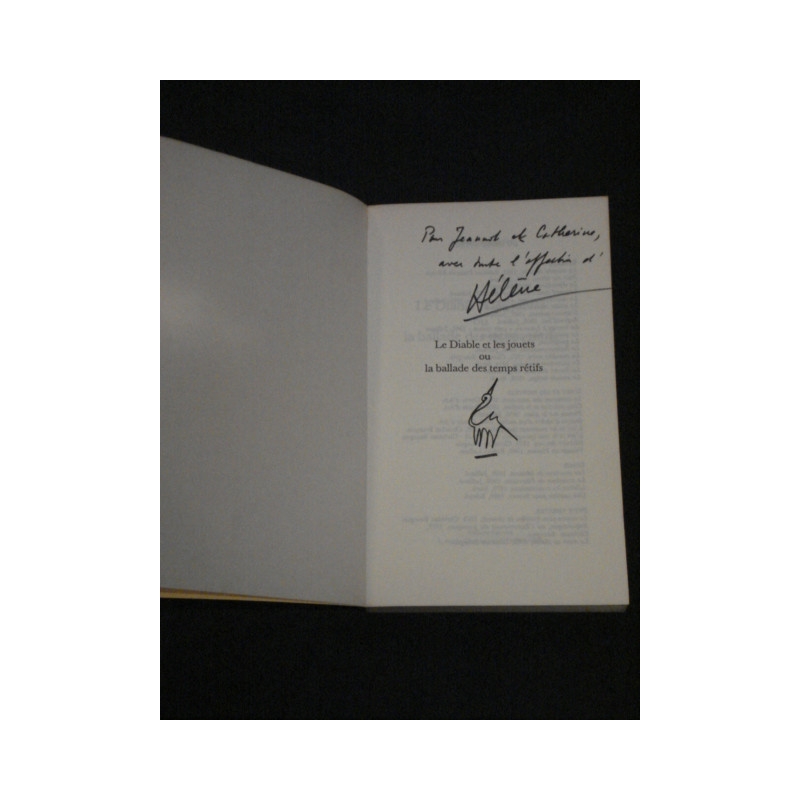 Pour Jeannot et Catherine,
avec toute l'affection d'
Hélène
Le Diable et les jouets
ou
la ballade des temps rétifs